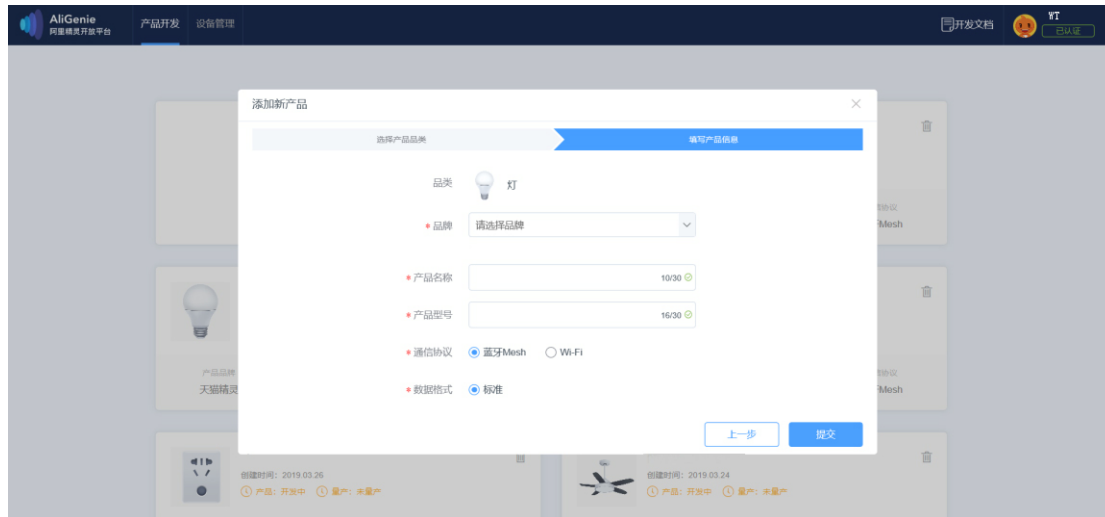 AliGenie
阿里精灵开放平台
产品开发 设备管理
开发文档
WT
已认证
添加新产品
选择产品品类
填写产品信息
品类 灯
* 品牌 请选择品牌
* 产品名称 10/30
* 产品型号 16/30
* 通信协议 蓝牙Mesh Wi-Fi
* 数据格式 标准
上一步 提交
Mesh
产品品牌
天猫精灵
Mesh
创建时间：2019.03.26
产品：开发中 量产：未量产
创建时间：2019.03.24
产品：开发中 量产：未量产